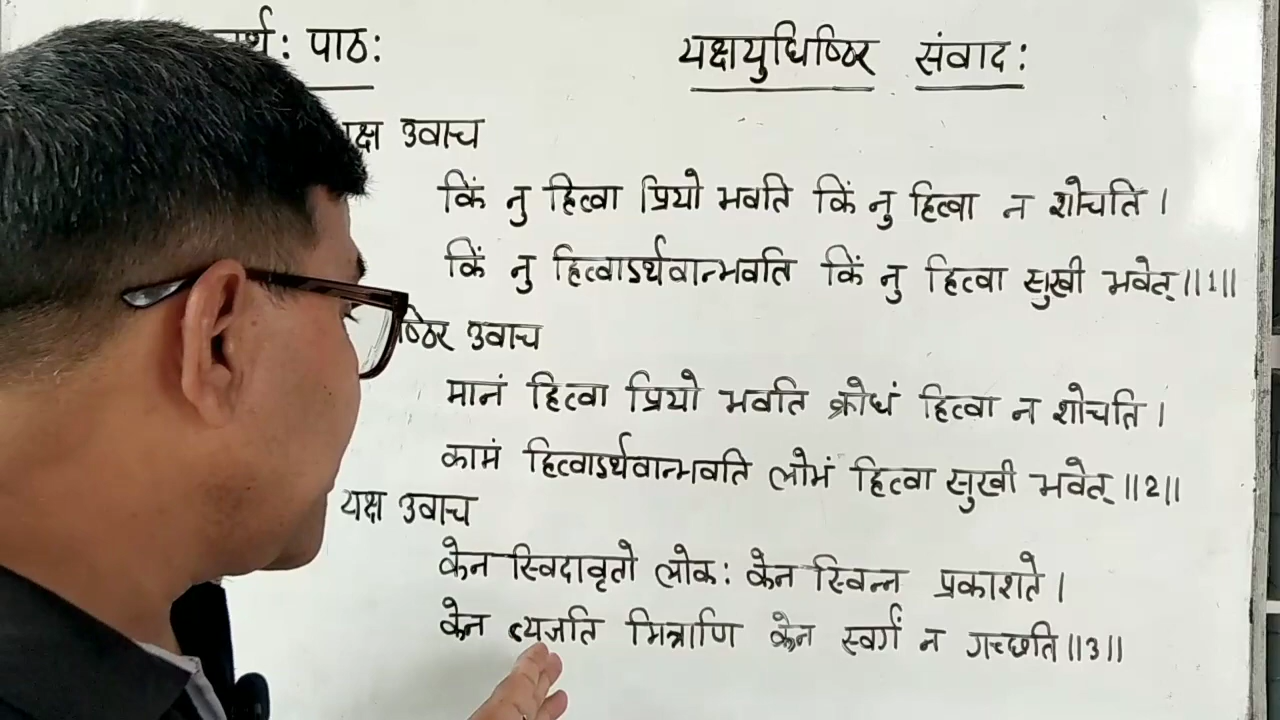 पाठ: यक्षयुधिष्ठिर संवाद:
उवाच
किं नु हित्वा प्रियो भवति किं नु हित्वा न शोचति ।
किं नु हित्वाऽर्थवान्भवति किं नु हित्वा सुखी भवेत् ॥1॥
उवाच
मानं हित्वा प्रियो भवति क्रोधं हित्वा न शोचति ।
कामं हित्वाऽर्थवान्भवति लोभं हित्वा सुखी भवेत् ॥2॥
यक्ष उवाच
केन स्विदावृतो लोक: केन स्विन्न प्रकाशते ।
केन त्यजति मित्राणि केन स्वर्गं न गच्छति ॥3॥